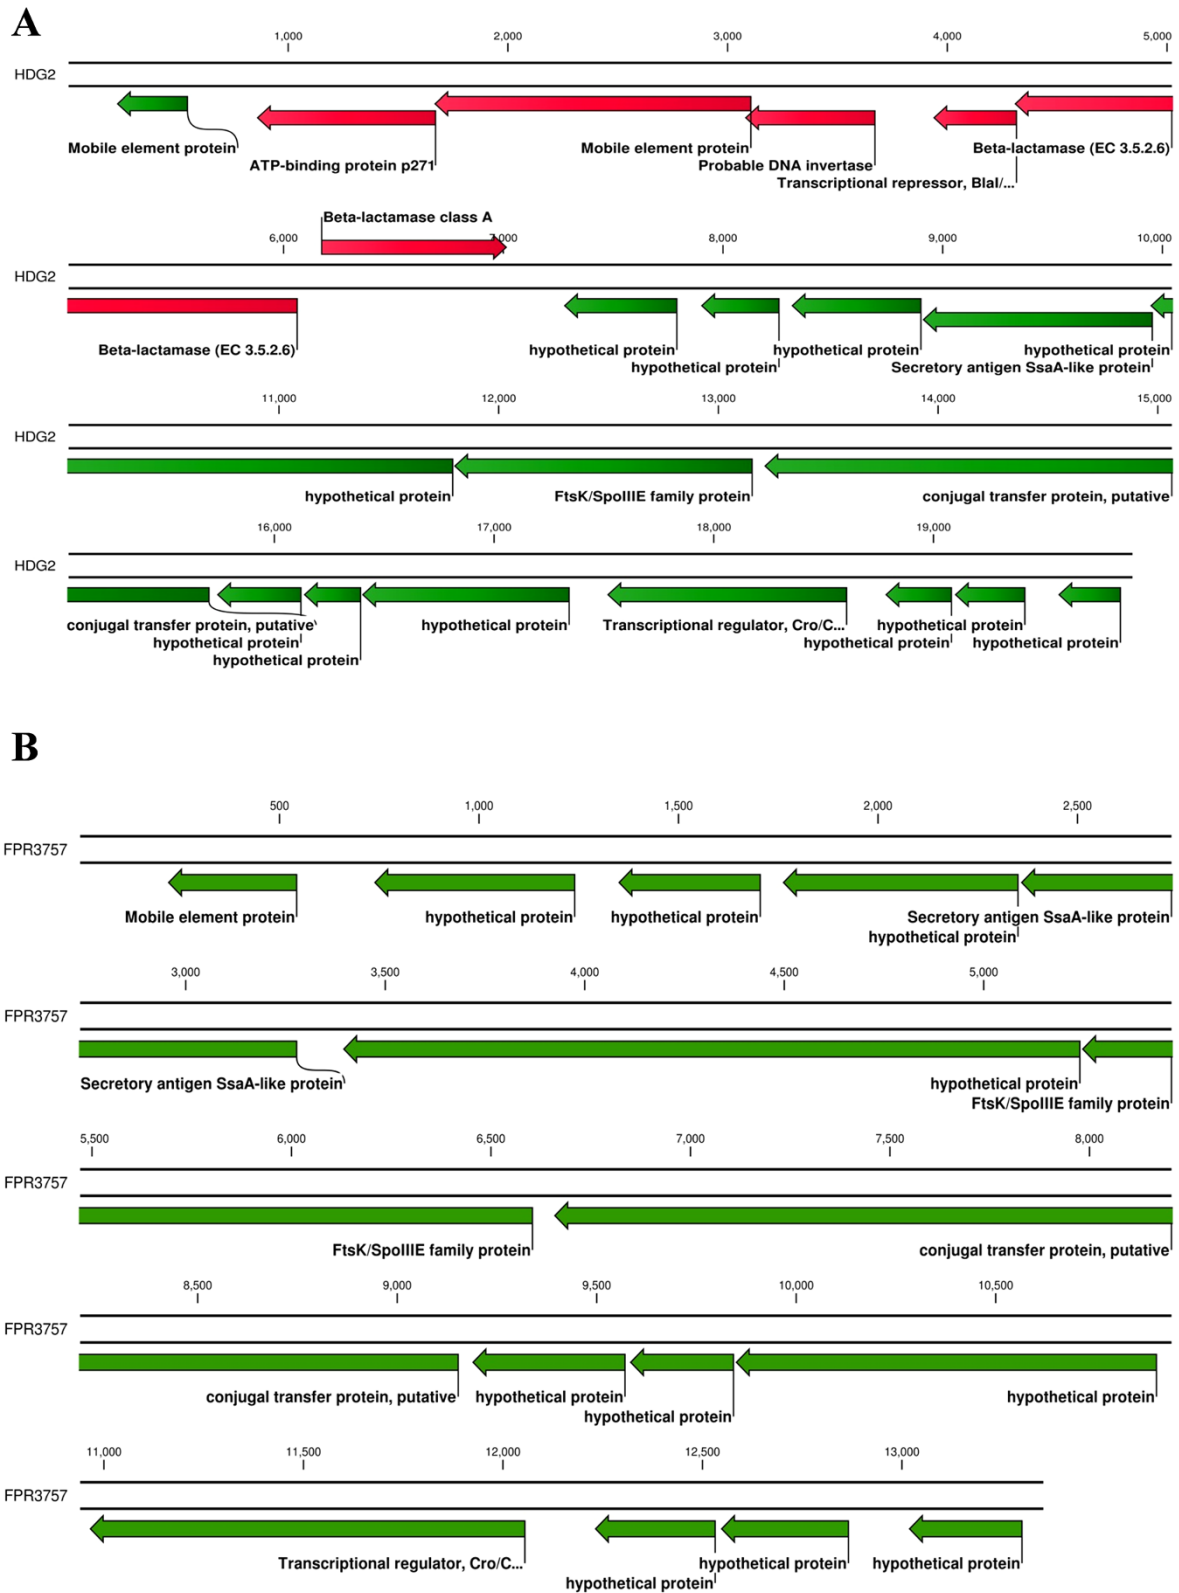 A
1,000 2,000 3,000 4,000 5,000
HDG2
Mobile element protein Mobile element protein Beta-lactamase (EC 3.5.2.6)
ATP-binding protein p271 Probable DNA invertase
Transcriptional repressor, BlaI/...
Beta-lactamase class A
6,000 7,000 8,000 9,000 10,000
HDG2
Beta-lactamase (EC 3.5.2.6) hypothetical protein hypothetical protein hypothetical protein
hypothetical protein Secretory antigen SsaA-like protein
11,000 12,000 13,000 14,000 15,000
HDG2
hypothetical protein FtsK/SpoIIIE family protein conjugal transfer protein, putative
16,000 17,000 18,000 19,000
HDG2
conjugal transfer protein, putative hypothetical protein Transcriptional regulator, Cro/C... hypothetical protein
hypothetical protein hypothetical protein hypothetical protein
hypothetical protein
B
500 1,000 1,500 2,000 2,500
FPR3757
Mobile element protein hypothetical protein hypothetical protein Secretory antigen SsaA-like protein
hypothetical protein
3,000 3,500 4,000 4,500 5,000
FPR3757
Secretory antigen SsaA-like protein hypothetical protein
FtsK/SpoIIIE family protein
5,500 6,000 6,500 7,000 7,500 8,000
FPR3757
FtsK/SpoIIIE family protein conjugal transfer protein, putative
8,500 9,000 9,500 10,000 10,500
FPR3757
conjugal transfer protein, putative hypothetical protein hypothetical protein
hypothetical protein
11,000 11,500 12,000 12,500 13,000
FPR3757
Transcriptional regulator, Cro/C... hypothetical protein hypothetical protein
hypothetical protein